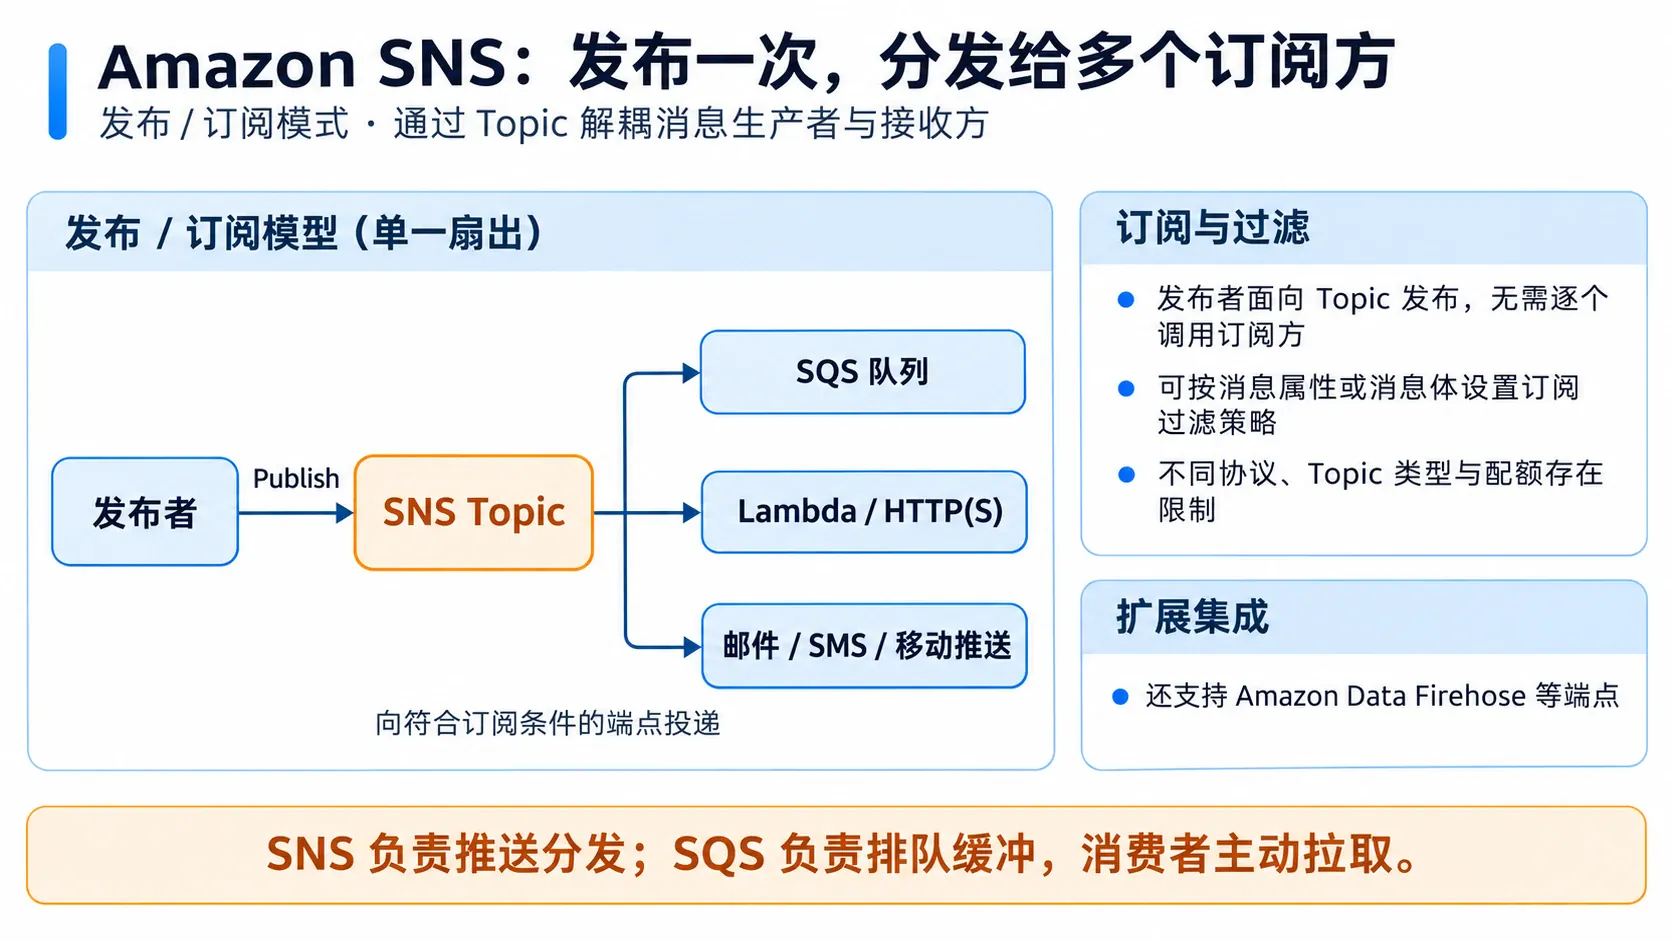 Amazon SNS：发布一次，分发给多个订阅方
发布 / 订阅模式 · 通过 Topic 解耦消息生产者与接收方
发布 / 订阅模型（单一扇出）
发布者
Publish
SNS Topic
SQS 队列
Lambda / HTTP(S)
邮件 / SMS / 移动推送
向符合订阅条件的端点投递
订阅与过滤
发布者面向 Topic 发布，无需逐个
调用订阅方
可按消息属性或消息体设置订阅
过滤策略
不同协议、Topic 类型与配额存在
限制
扩展集成
还支持 Amazon Data Firehose 等端点
SNS 负责推送分发；SQS 负责排队缓冲，消费者主动拉取。